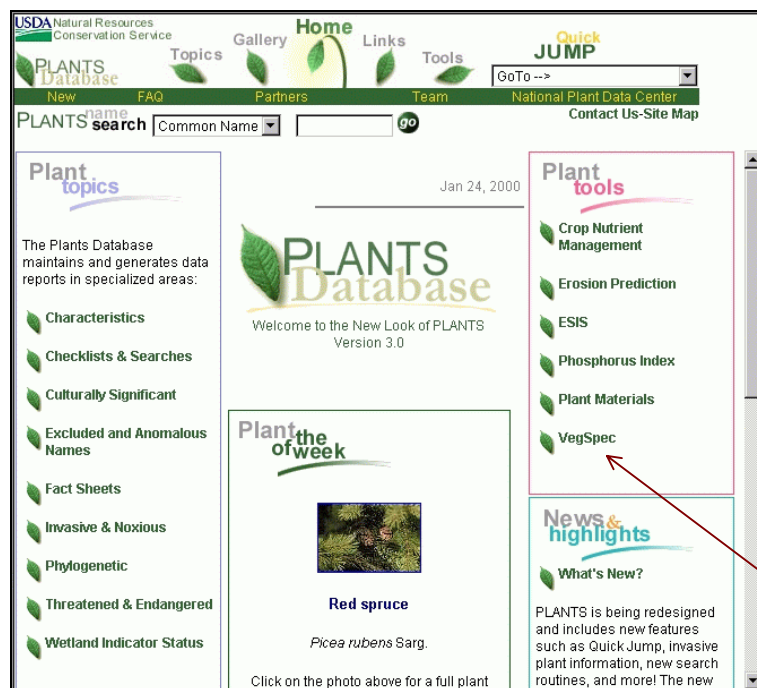 USDA Natural Resources
Conservation Service
PLANTS
Database
Topics
Gallery
Home
Links
Tools
Quick
JUMP
GoTo -->
New FAQ Partners Team National Plant Data Center
PLANTS name search Common Name go
Contact Us-Site Map
Plant
topics
The Plants Database
maintains and generates data
reports in specialized areas:
Characteristics
Checklists & Searches
Culturally Significant
Excluded and Anomalous
Names
Fact Sheets
Invasive & Noxious
Phylogenetic
Threatened & Endangered
Wetland Indicator Status
Jan 24, 2000
PLANTS
Database
Welcome to the New Look of PLANTS
Version 3.0
Plant of the week
Red spruce
Picea rubens Sarg.
Click on the photo above for a full plant
Plant
tools
Crop Nutrient
Management
Erosion Prediction
ESIS
Phosphorus Index
Plant Materials
VegSpec
News &
highlights
What's New?
PLANTS is being redesigned
and includes new features
such as Quick Jump, invasive
plant information, new search
routines, and more! The new